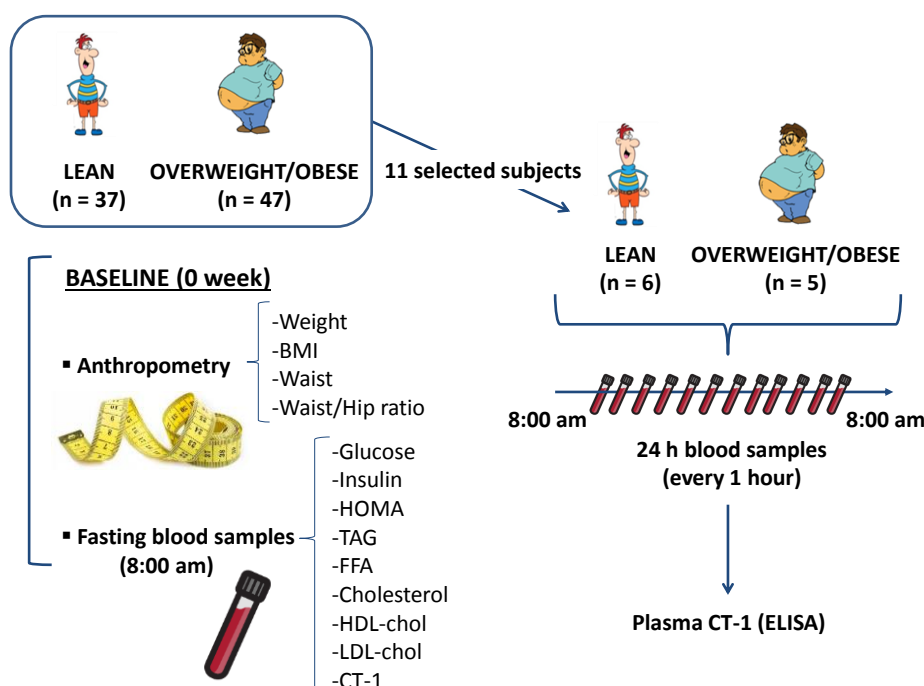 LEAN
(n = 37)
OVERWEIGHT/OBESE
(n = 47)
11 selected subjects
LEAN
(n = 6)
OVERWEIGHT/OBESE
(n = 5)
BASELINE (0 week)
▪ Anthropometry
-Weight
-BMI
-Waist
-Waist/Hip ratio
▪ Fasting blood samples
(8:00 am)
-Glucose
-Insulin
-HOMA
-TAG
-FFA
-Cholesterol
-HDL-chol
-LDL-chol
-CT-1
8:00 am
8:00 am
24 h blood samples
(every 1 hour)
Plasma CT-1 (ELISA)